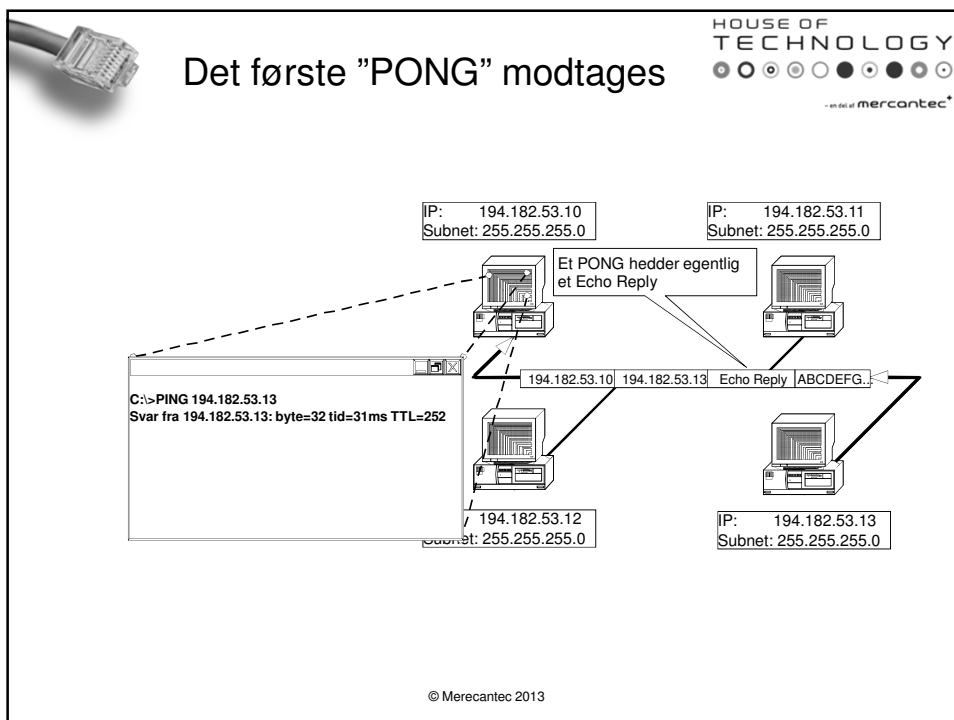 HOUSE OF
TECHNOLOGY
- en del af mercantec+
Det første ”PONG” modtages
IP: 194.182.53.10
Subnet: 255.255.255.0
IP: 194.182.53.11
Subnet: 255.255.255.0
Et PONG hedder egentlig
et Echo Reply
194.182.53.10 194.182.53.13 Echo Reply ABCDEFG..
C:\>PING 194.182.53.13
Svar fra 194.182.53.13: byte=32 tid=31ms TTL=252
194.182.53.12
Subnet: 255.255.255.0
IP: 194.182.53.13
Subnet: 255.255.255.0
© Merecantec 2013